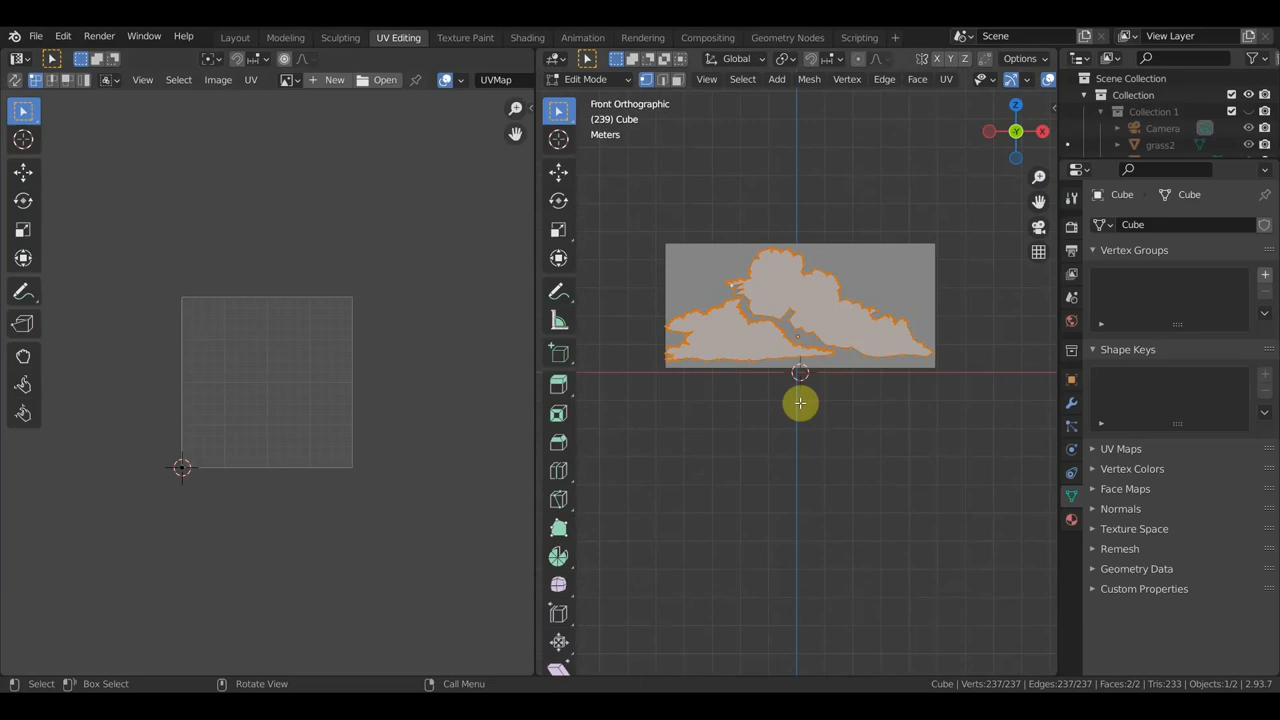 File Edit Render Window Help Layout Modeling Sculpting UV Editing Texture Paint Shading Animation Rendering Compositing Geometry Nodes Scripting + Scene View Layer
Global Options X Y Z
View Select Image UV New Open UVMap Edit Mode View Select Add Mesh Vertex Edge Face UV
Scene Collection
Collection
Collection 1
Camera
grass2
Front Orthographic
(239) Cube
Meters
Z
X
-Y
Cube Cube
Cube
Vertex Groups
Shape Keys
UV Maps
Vertex Colors
Face Maps
Normals
Texture Space
Remesh
Geometry Data
Custom Properties
Select Box Select Rotate View Call Menu Cube | Verts:237/237 | Edges:237/237 | Faces:2/2 | Tris:233 | Objects:1/2 | 2.93.7